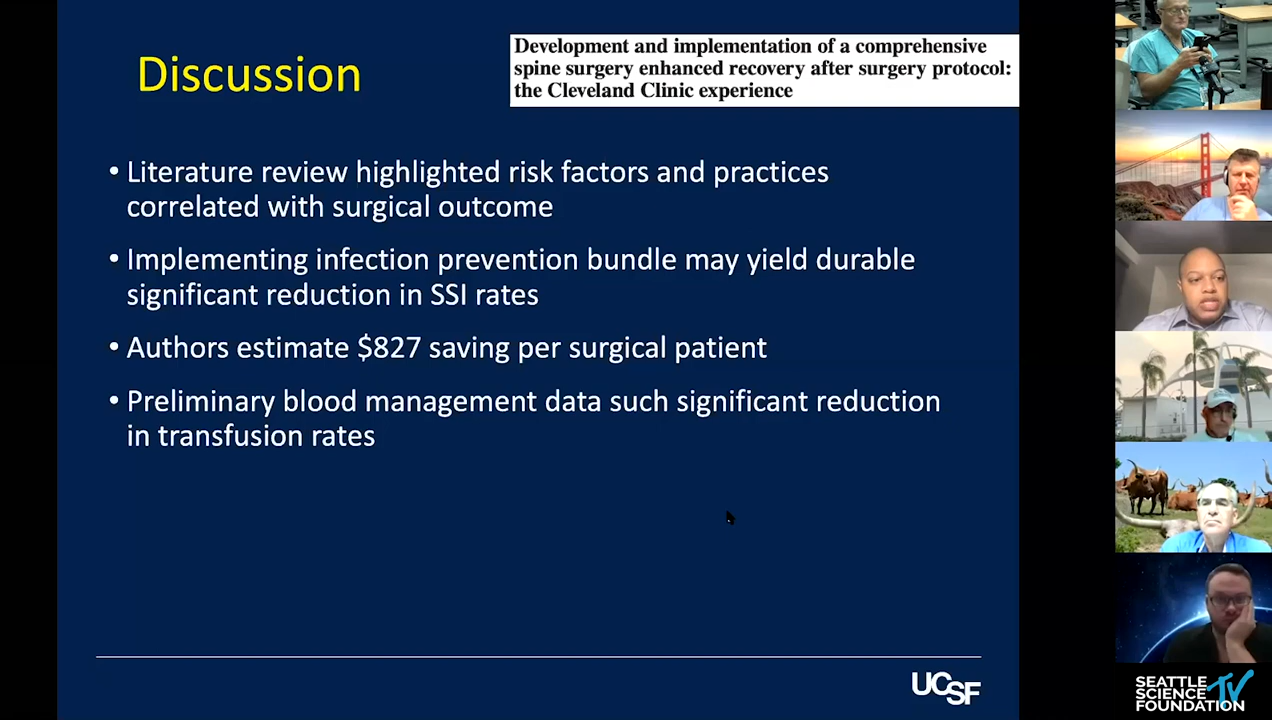 Discussion
Development and implementation of a comprehensive
spine surgery enhanced recovery after surgery protocol:
the Cleveland Clinic experience
• Literature review highlighted risk factors and practices
correlated with surgical outcome
• Implementing infection prevention bundle may yield durable
significant reduction in SSI rates
• Authors estimate $827 saving per surgical patient
• Preliminary blood management data such significant reduction
in transfusion rates
UCSF
SEATTLE
SCIENCE
FOUNDATION
TV